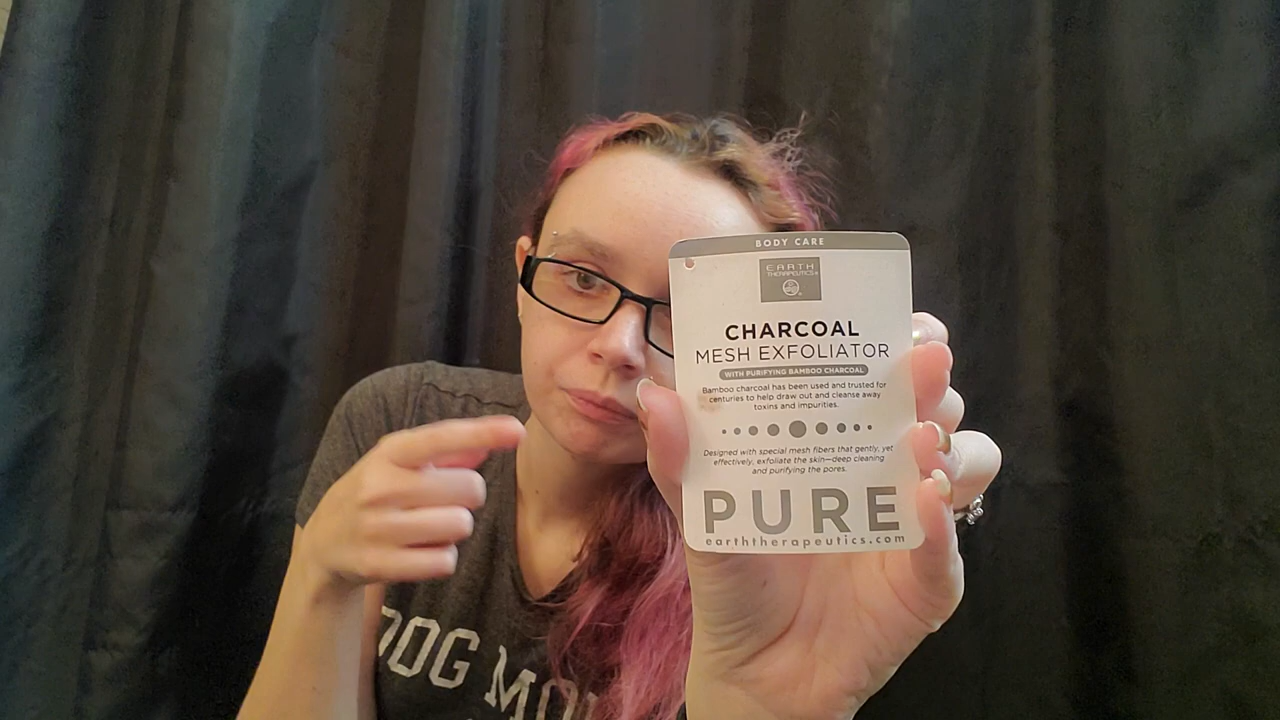 BODY CARE
EARTH
THERAPEUTICS®
CHARCOAL
MESH EXFOLIATOR
WITH PURIFYING BAMBOO CHARCOAL
Bamboo charcoal has been used and trusted for
centuries to help draw out and cleanse away
toxins and impurities.
Designed with special mesh fibers that gently, yet
effectively, exfoliate the skin—deep cleaning
and purifying the pores.
PURE
earththerapeutics.com
DOG MO